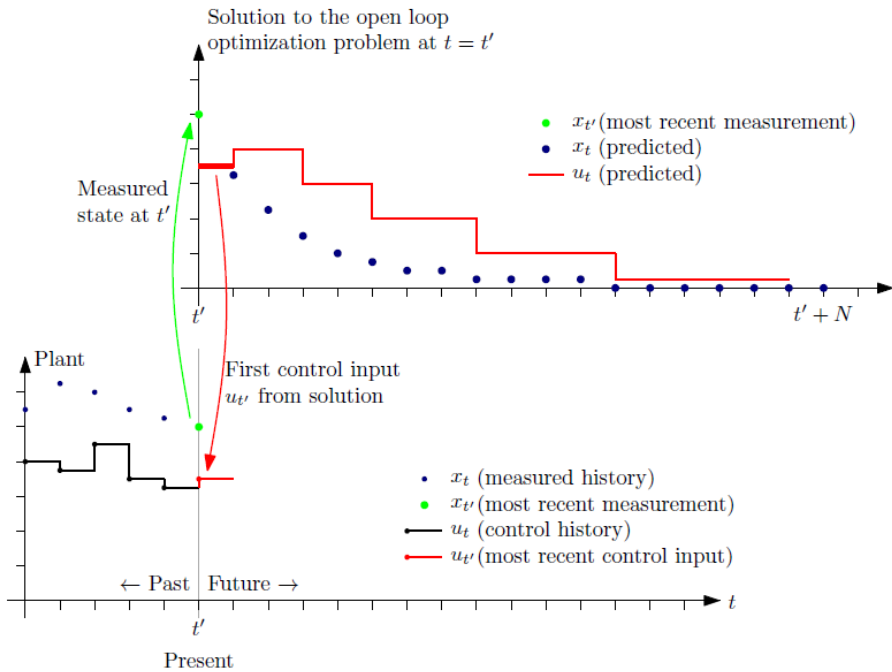 Solution to the open loop
optimization problem at t = t′
x_{t′}(most recent measurement)
x_t (predicted)
u_t (predicted)
Measured
state at t′
t′
t′ + N
Plant
First control input
u_{t′} from solution
x_t (measured history)
x_{t′}(most recent measurement)
u_t (control history)
u_{t′}(most recent control input)
← Past
Future →
t
t′
Present